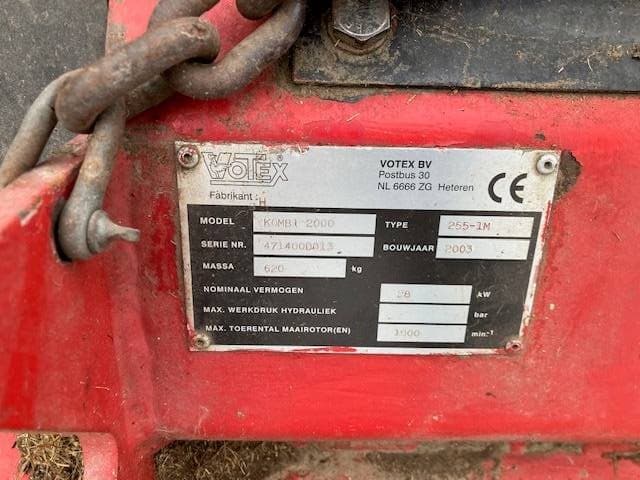 VOTEX®
VOTEX BV
Postbus 30
NL 6666 ZG Heteren
CE
Fabrikant : H
MODEL KOMBI 2000 TYPE 255-1M
SERIE NR. BOUWJAAR 2003
MASSA 620 kg
NOMINAAL VERMOGEN 28 kW
MAX. WERKDRUK HYDRAULIEK bar
MAX. TOERENTAL MAAIROTOR(EN) 1000 min-1